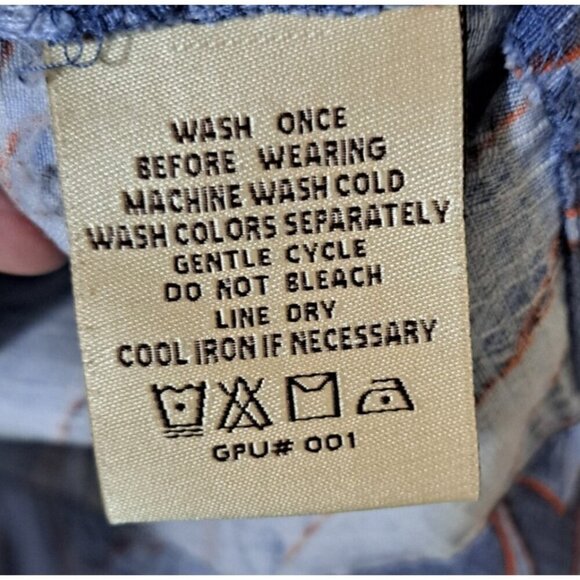 WASH ONCE
BEFORE WEARING
MACHINE WASH COLD
WASH COLORS SEPARATELY
GENTLE CYCLE
DO NOT BLEACH
LINE DRY
COOL IRON IF NECESSARY
GPU# 001